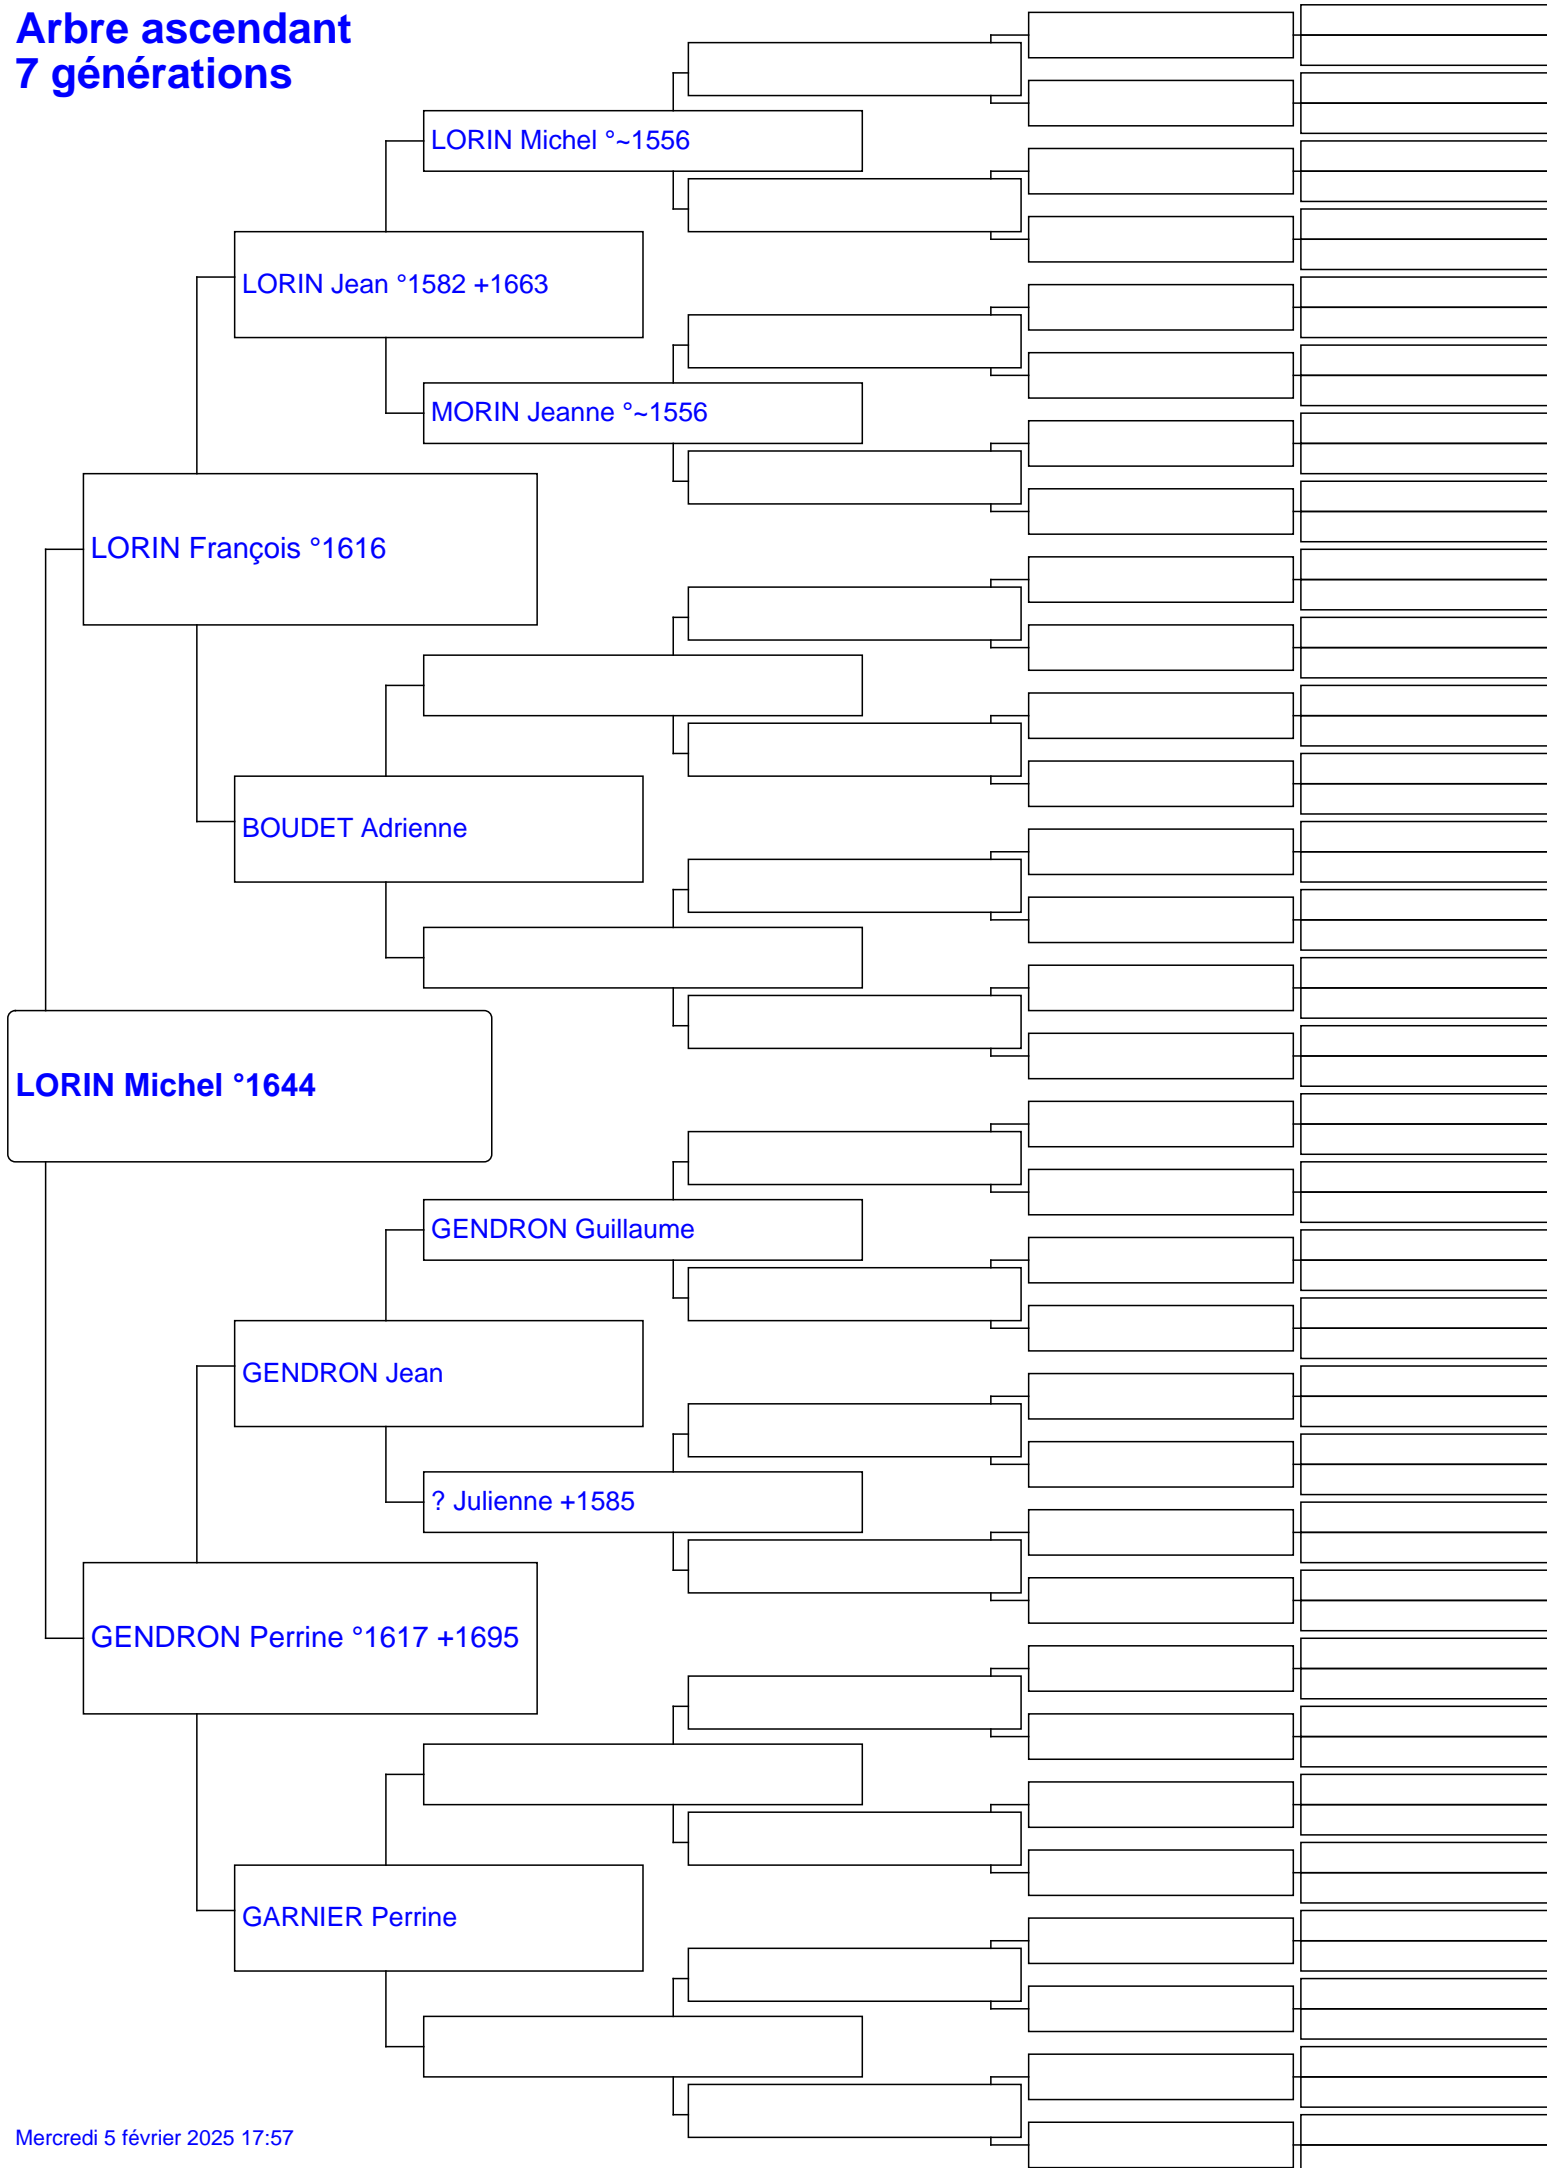 Arbre ascendant
7 générations
LORIN Michel °~1556
LORIN Jean °1582 +1663
MORIN Jeanne °~1556
LORIN François °1616
BOUDET Adrienne
LORIN Michel °1644
GENDRON Guillaume
GENDRON Jean
? Julienne +1585
GENDRON Perrine °1617 +1695
GARNIER Perrine
Mercredi 5 février 2025 17:57